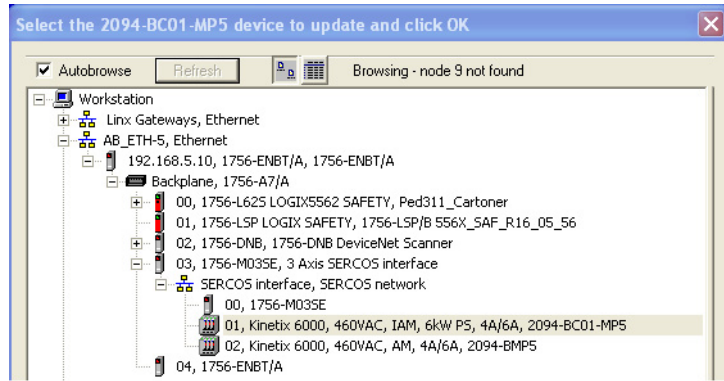 Select the 2094-BC01-MP5 device to update and click OK
Autobrowse Refresh Browsing - node 9 not found
Workstation
Linx Gateways, Ethernet
AB_ETH-5, Ethernet
192.168.5.10, 1756-ENBT/A, 1756-ENBT/A
Backplane, 1756-A7/A
00, 1756-L62S LOGIX5562 SAFETY, Ped311_Cartoner
01, 1756-LSP LOGIX SAFETY, 1756-LSP/B 556X_SAF_R16_05_56
02, 1756-DNB, 1756-DNB DeviceNet Scanner
03, 1756-M03SE, 3 Axis SERCOS interface
SERCOS interface, SERCOS network
00, 1756-M03SE
01, Kinetix 6000, 460VAC, IAM, 6kW PS, 4A/6A, 2094-BC01-MP5
02, Kinetix 6000, 460VAC, AM, 4A/6A, 2094-BMP5
04, 1756-ENBT/A